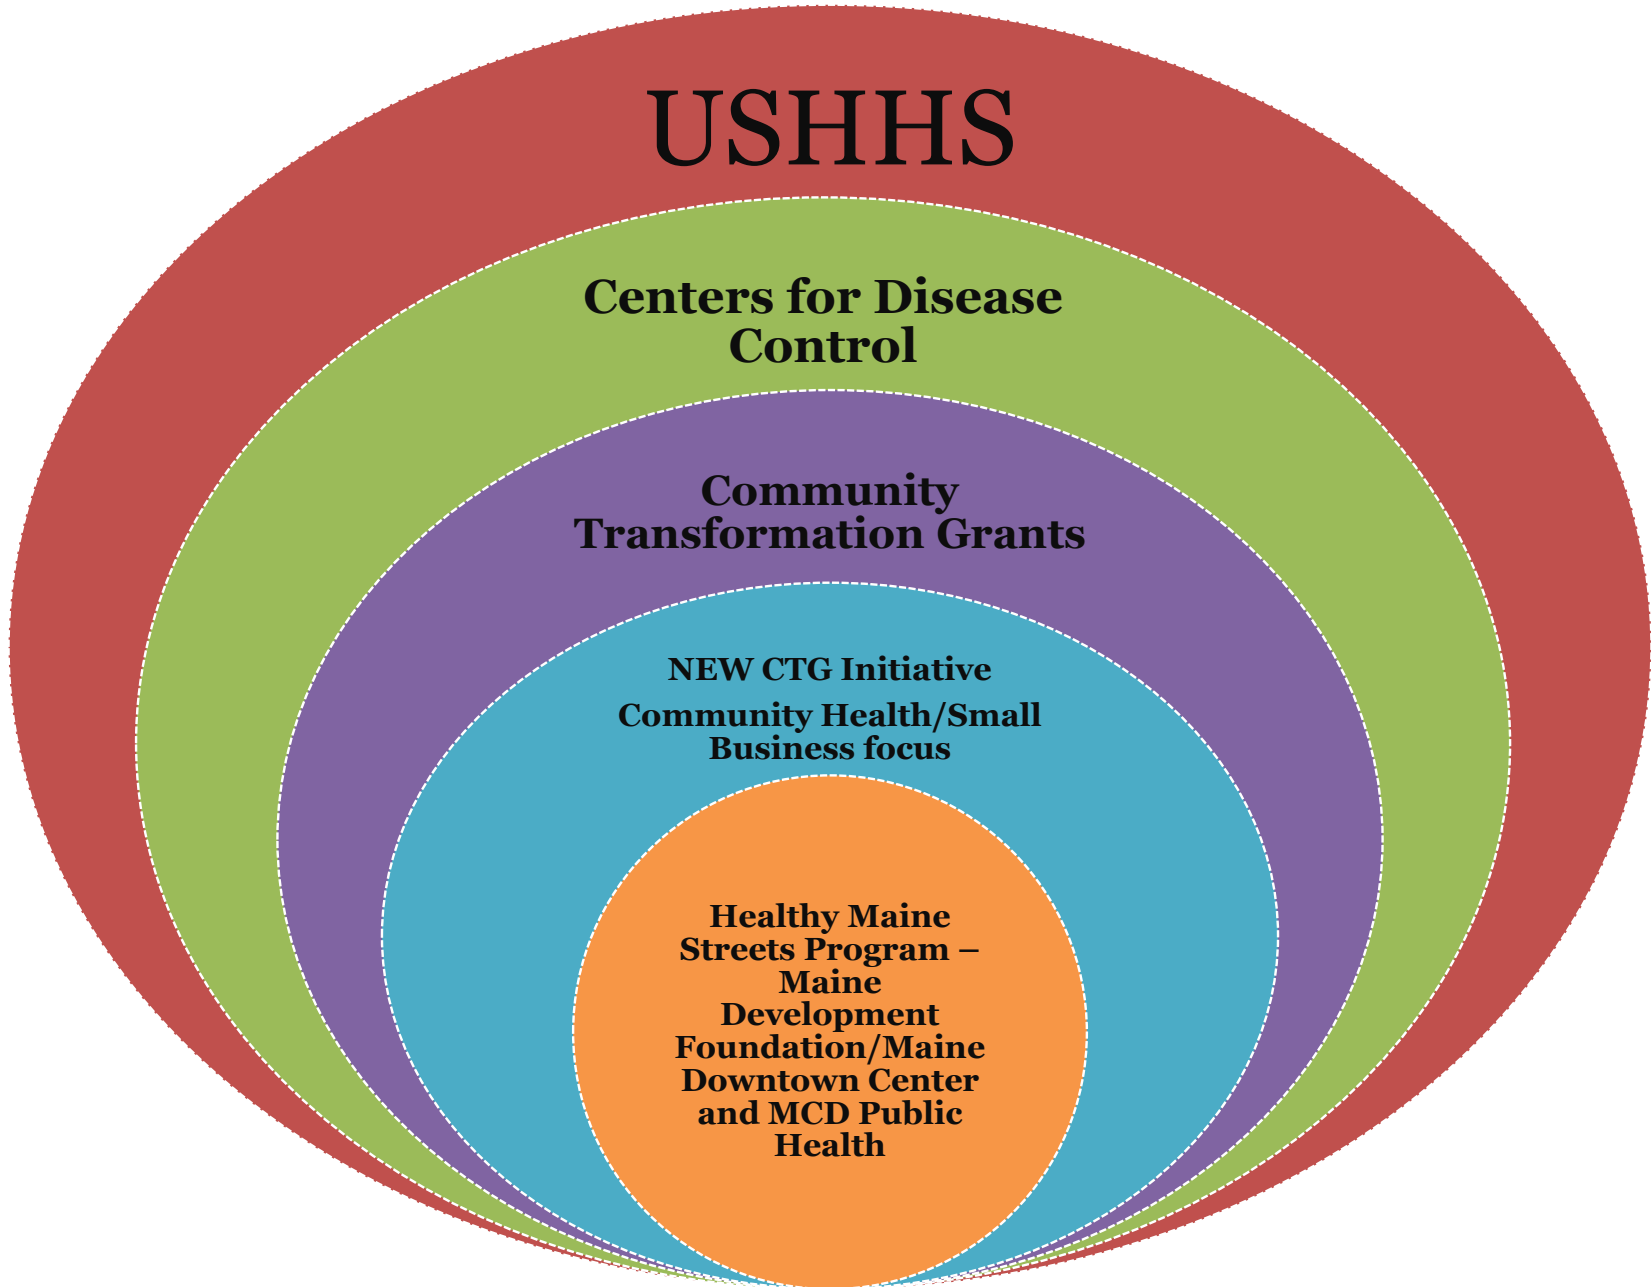 USHHS
Centers for Disease
Control
Community
Transformation Grants
NEW CTG Initiative
Community Health/Small
Business focus
Healthy Maine
Streets Program –
Maine
Development
Foundation/Maine
Downtown Center
and MCD Public
Health